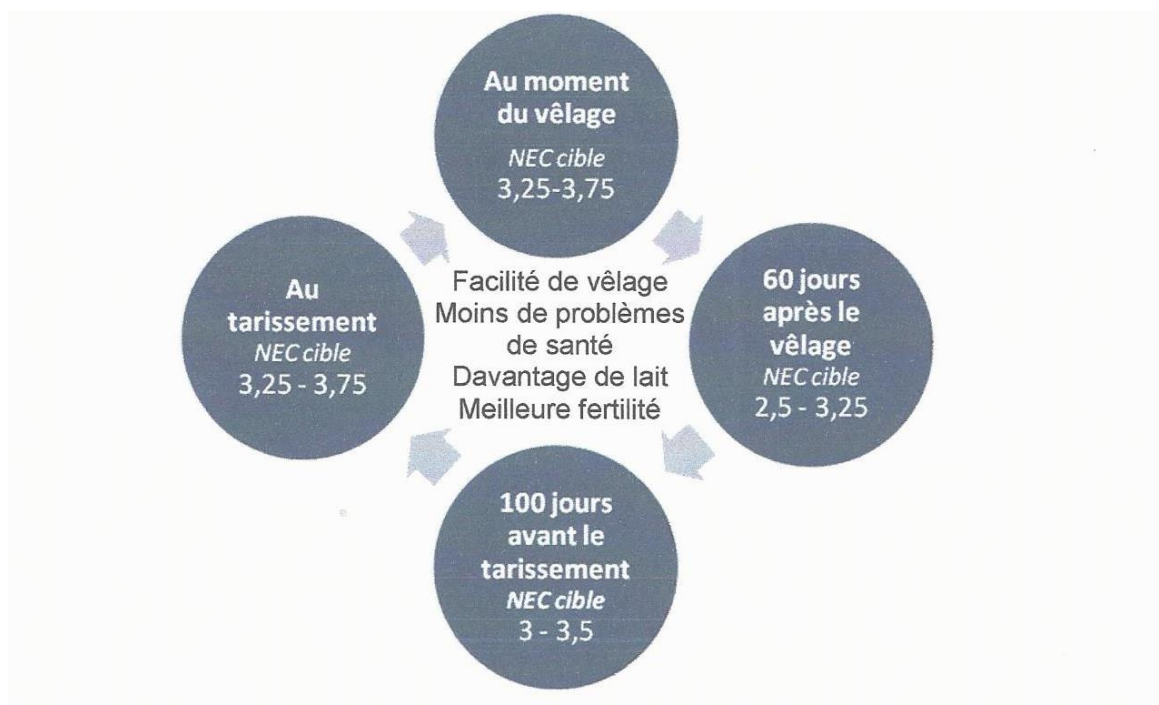 Au moment
du vêlage
NEC cible
3,25-3,75
60 jours
après le
vêlage
NEC cible
2,5 - 3,25
100 jours
avant le
tarissement
NEC cible
3 - 3,5
Au
tarissement
NEC cible
3,25 - 3,75
Facilité de vêlage
Moins de problèmes
de santé
Davantage de lait
Meilleure fertilité